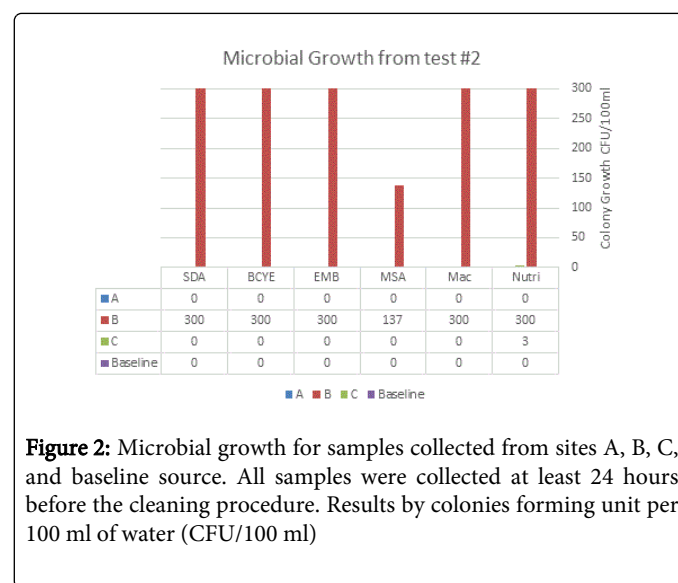 Microbial Growth from test #2
300
250
200
150
100
50
0
Colony Growth CFU/100ml
SDA BCYE EMB MSA Mac Nutri
A 0 0 0 0 0 0
B 300 300 300 137 300 300
C 0 0 0 0 0 3
Baseline 0 0 0 0 0 0
A B C Baseline
Figure 2: Microbial growth for samples collected from sites A, B, C,
and baseline source. All samples were collected at least 24 hours
before the cleaning procedure. Results by colonies forming unit per
100 ml of water (CFU/100 ml)